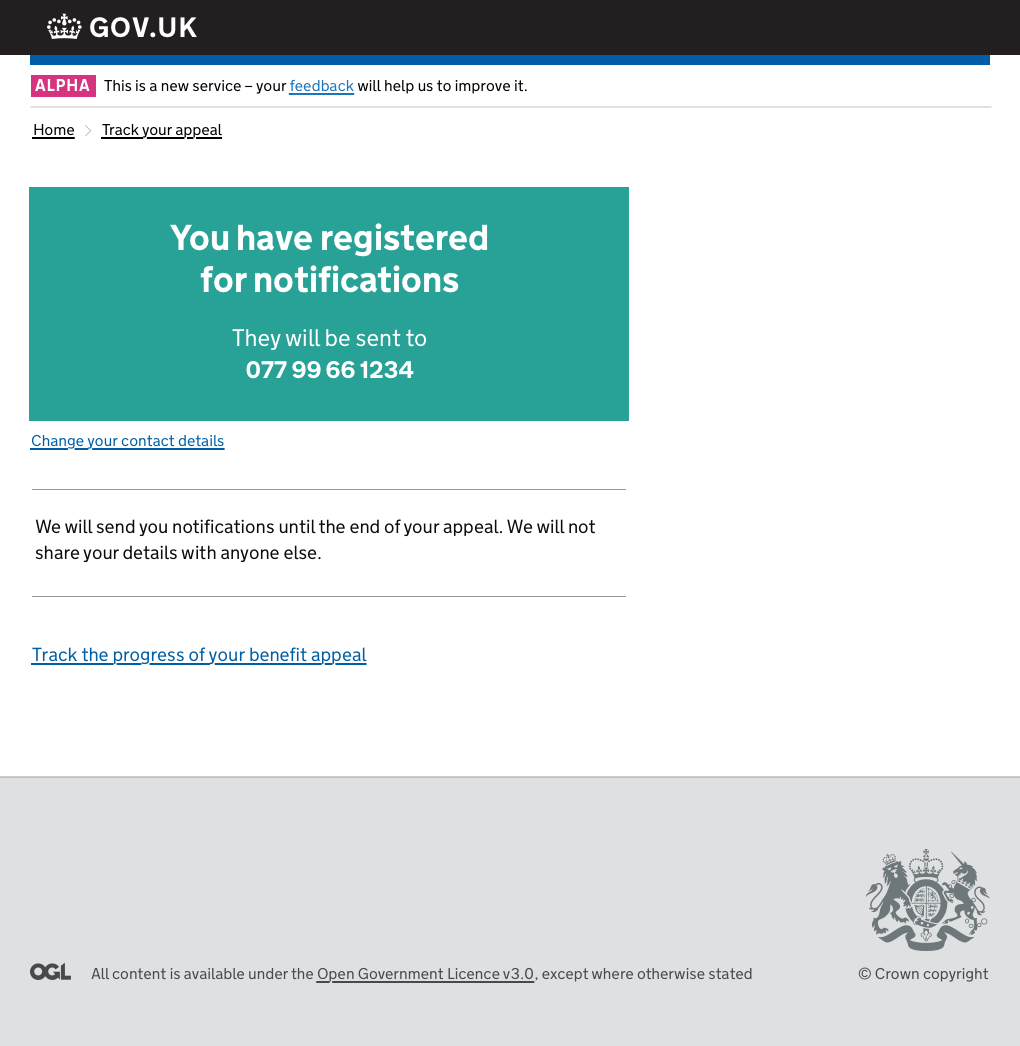 GOV.UK
ALPHA This is a new service – your feedback will help us to improve it.
Home Track your appeal
You have registered
for notifications
They will be sent to
077 99 66 1234
Change your contact details
We will send you notifications until the end of your appeal. We will not
share your details with anyone else.
Track the progress of your benefit appeal
OGL All content is available under the Open Government Licence v3.0, except where otherwise stated
© Crown copyright